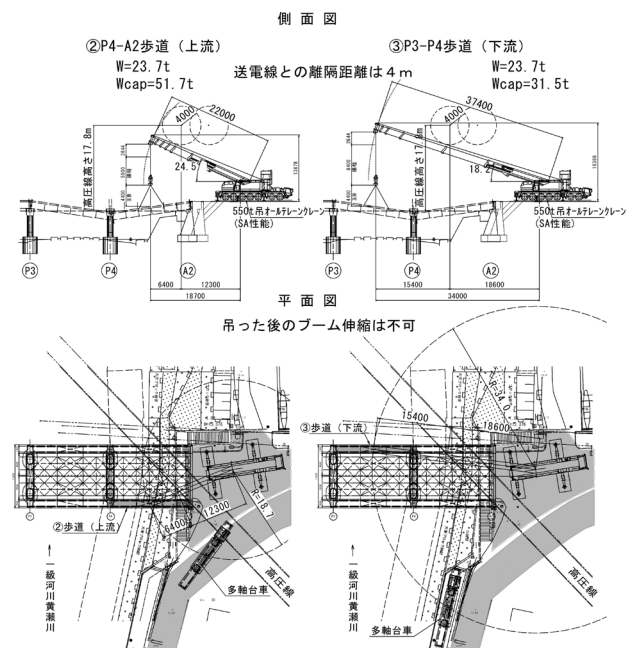 側面図
②P4-A2歩道（上流）
W=23.7t
Wcap=51.7t
送電線との離隔距離は４ｍ
③P3-P4歩道（下流）
W=23.7t
Wcap=31.5t
4000
22000
高圧線高さ17.8m
24.5
550t吊オールテレーンクレーン
(SA性能)
P3
P4
A2
6400
12300
18700
4000
37400
高圧線高さ17.8m
18.2
550t吊オールテレーンクレーン
(SA性能)
P3
P4
A2
15400
18600
34000
平面図
吊った後のブーム伸縮は不可
②歩道（上流）
6400
12300
R=18.7
高圧線
多軸台車
一級河川黄瀬川
③歩道（下流）
15400
18600
R=34.0
高圧線
多軸台車
一級河川黄瀬川